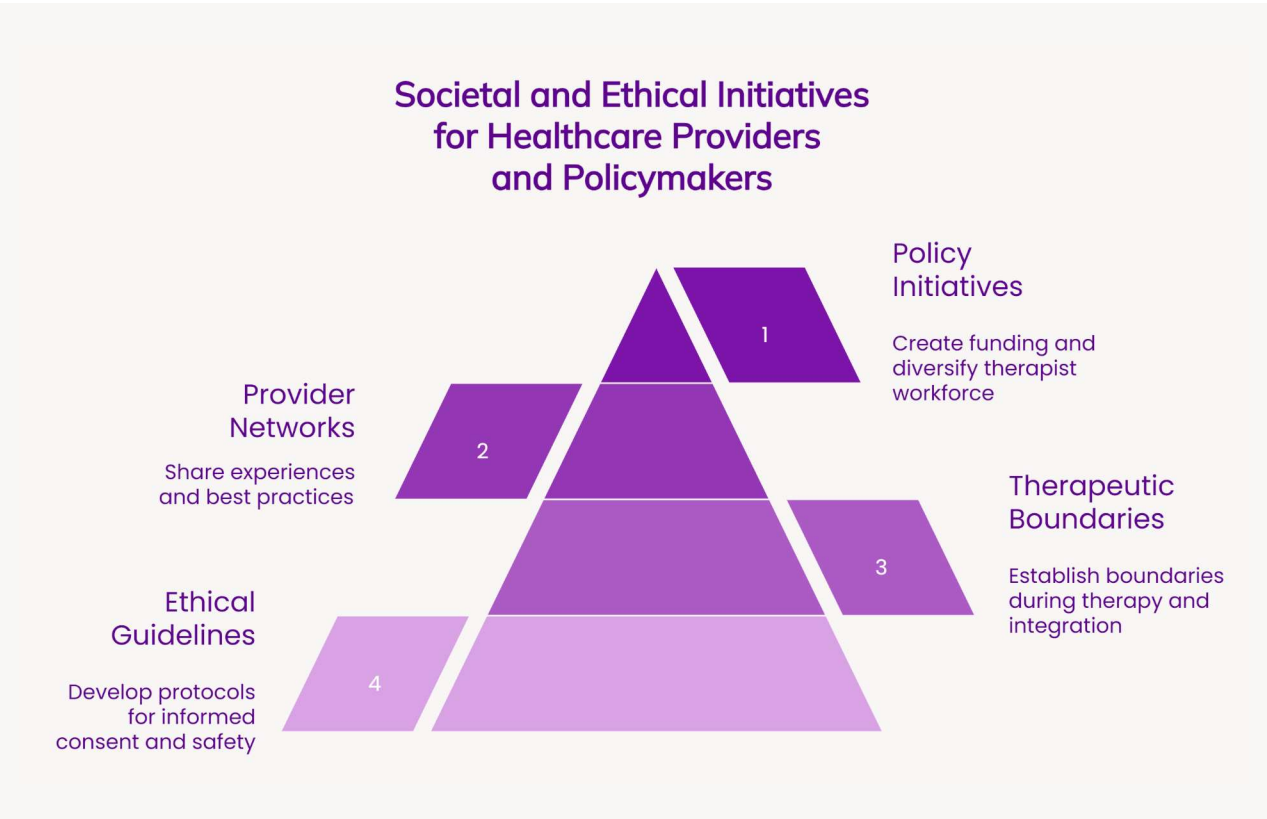 Societal and Ethical Initiatives
for Healthcare Providers
and Policymakers
Policy
Initiatives
1
Create funding and
diversify therapist
workforce
Provider
Networks
2
Share experiences
and best practices
Therapeutic
Boundaries
3
Establish boundaries
during therapy and
integration
Ethical
Guidelines
4
Develop protocols
for informed
consent and safety